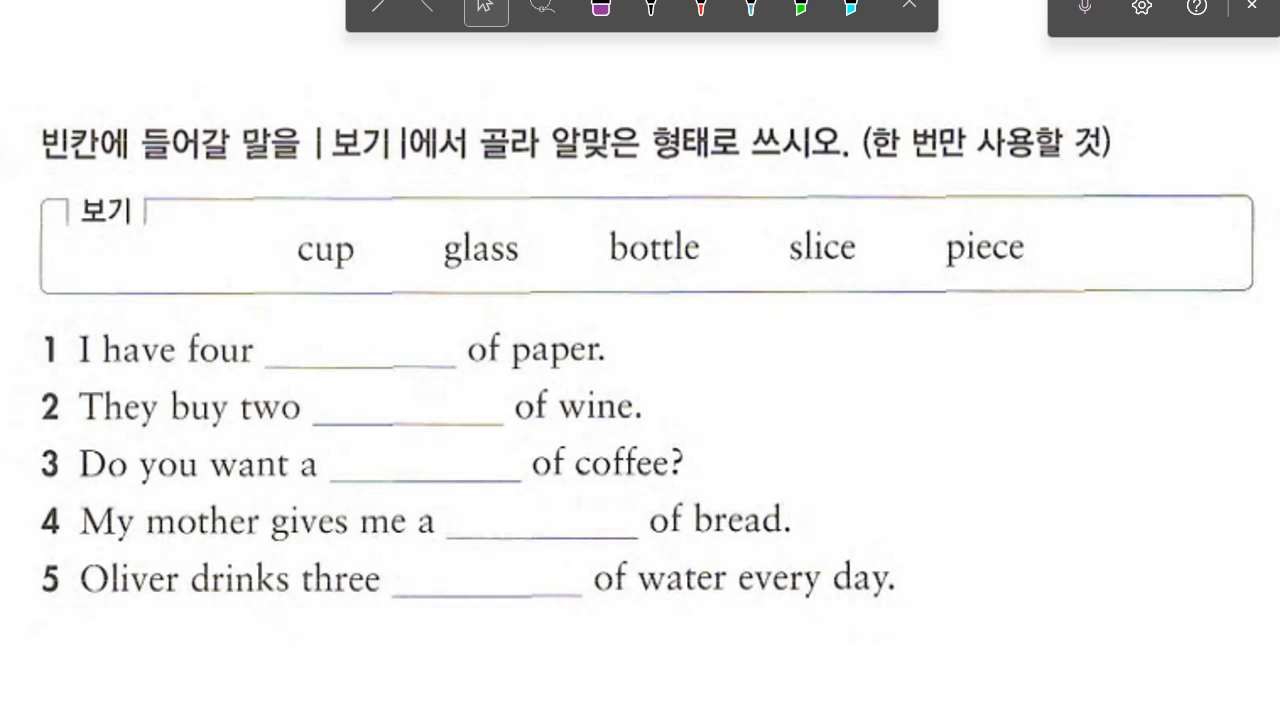 빈칸에 들어갈 말을 | 보기 |에서 골라 알맞은 형태로 쓰시오. (한 번만 사용할 것)
보기
cup glass bottle slice piece
1 I have four __________ of paper.
2 They buy two __________ of wine.
3 Do you want a __________ of coffee?
4 My mother gives me a __________ of bread.
5 Oliver drinks three __________ of water every day.